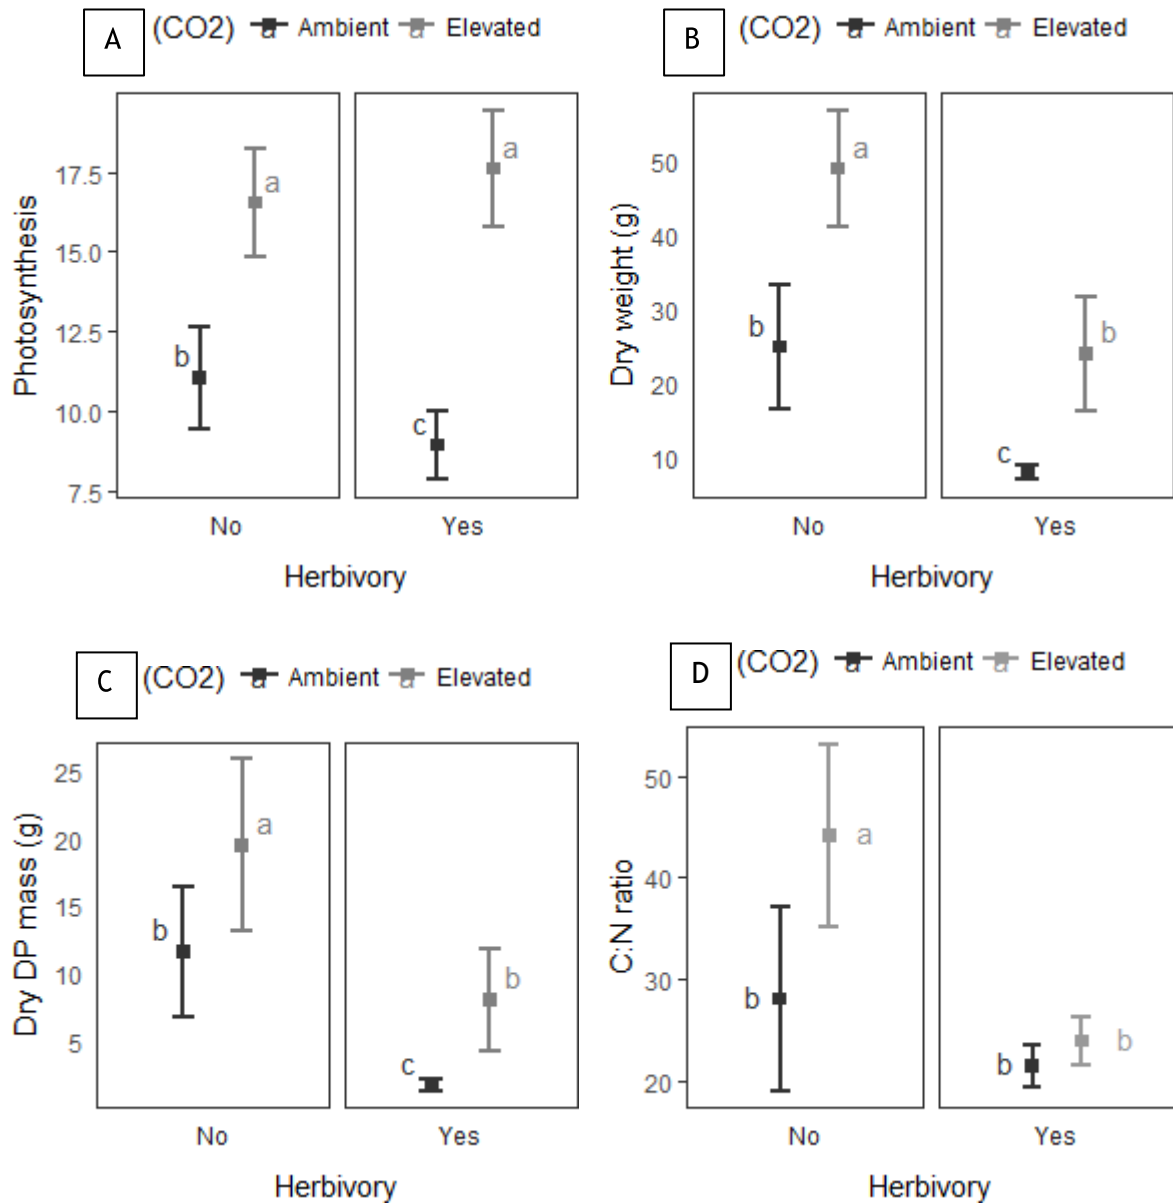 A (CO2) a Ambient a Elevated
Photosynthesis
17.5
15.0
12.5
10.0
7.5
b
a
c
a
No Yes
Herbivory
B (CO2) a Ambient a Elevated
Dry weight (g)
50
40
30
20
10
b
a
c
b
No Yes
Herbivory
C (CO2) a Ambient a Elevated
Dry DP mass (g)
25
20
15
10
5
b
a
c
b
No Yes
Herbivory
D (CO2) a Ambient a Elevated
C:N ratio
50
40
30
20
b
a
b
b
No Yes
Herbivory